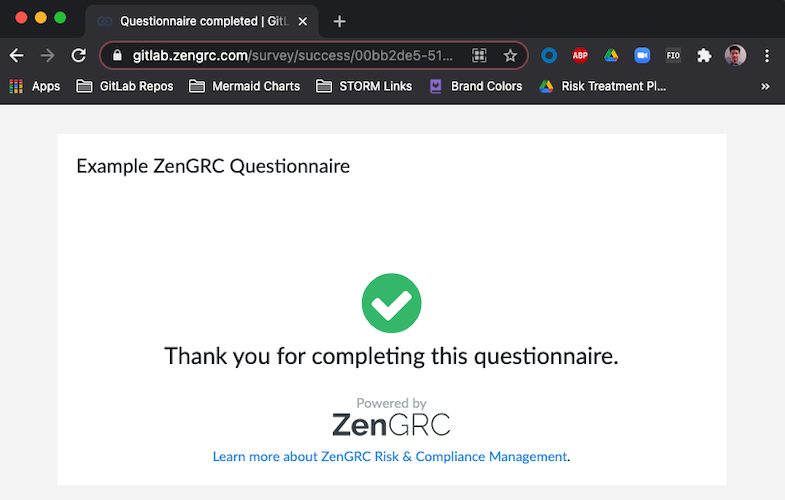 Questionnaire completed | GitL
gitlab.zengrc.com/survey/success/00bb2de5-51...
ABP
FIO
Apps
GitLab Repos
Mermaid Charts
STORM Links
Brand Colors
Risk Treatment Pl...
»
Example ZenGRC Questionnaire
Thank you for completing this questionnaire.
Powered by
ZenGRC
Learn more about ZenGRC Risk & Compliance Management.